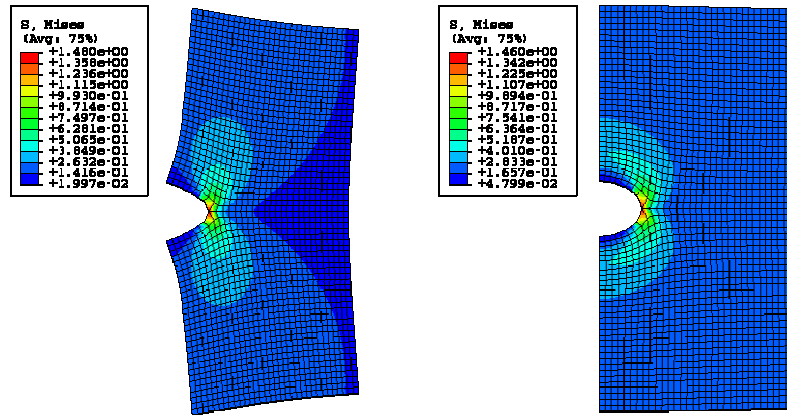 S, Mises
(Avg: 75%)
+1.480e+00
+1.358e+00
+1.236e+00
+1.115e+00
+9.930e-01
+8.714e-01
+7.497e-01
+6.281e-01
+5.065e-01
+3.849e-01
+2.632e-01
+1.416e-01
+1.997e-02
S, Mises
(Avg: 75%)
+1.460e+00
+1.342e+00
+1.225e+00
+1.107e+00
+9.894e-01
+8.717e-01
+7.541e-01
+6.364e-01
+5.187e-01
+4.010e-01
+2.833e-01
+1.657e-01
+4.799e-02